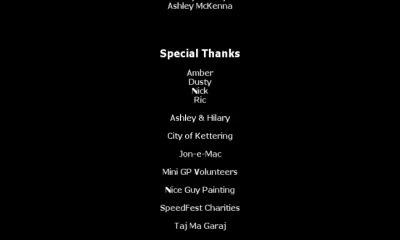 Ashley McKenna
Special Thanks
Amber
Dusty
Nick
Ric
Ashley & Hilary
City of Kettering
Jon-e-Mac
Mini GP Volunteers
Nice Guy Painting
SpeedFest Charities
Taj Ma Garaj